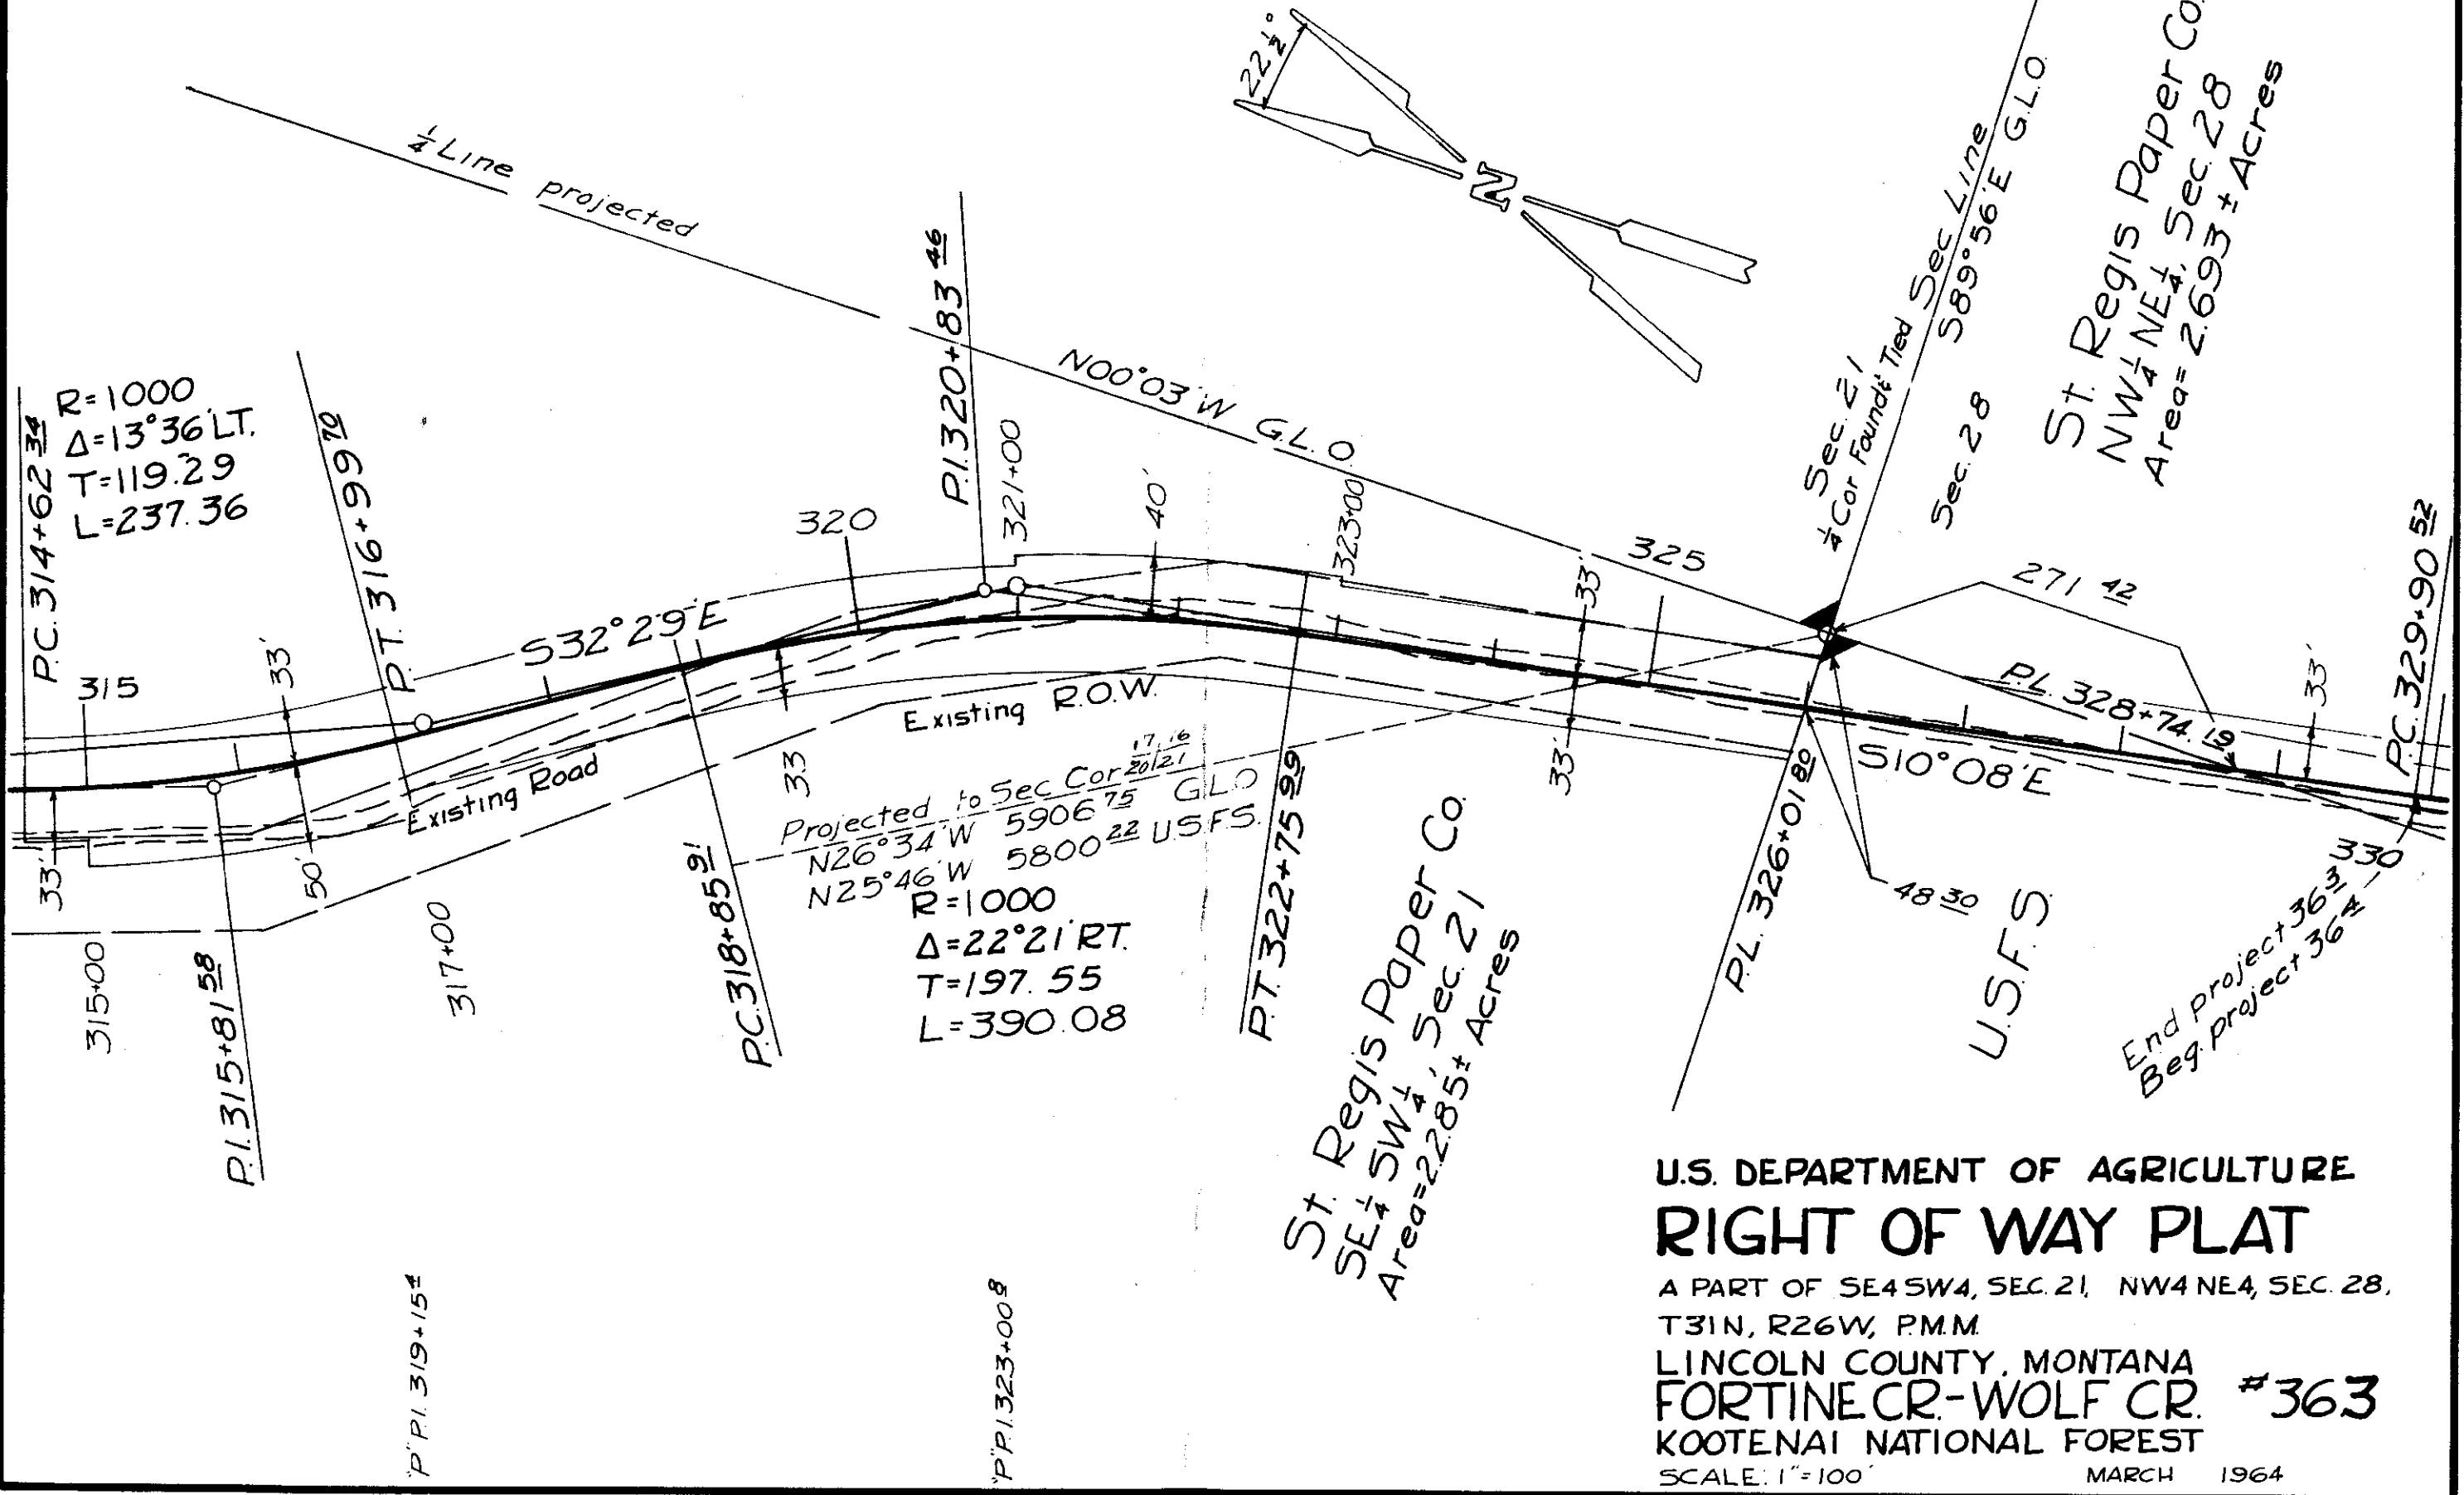 22½°
N
¼ Line projected
N00°03'W G.L.O.
Sec. 21
¼ Cor Found & Tied Sec Line
S89°56'E G.L.O.
Sec. 28
St. Regis Paper Co.
NW¼ NE¼, Sec. 28
Area = 2.693 ± Acres
P.C. 314+62 34
R=1000
Δ=13°36' LT.
T=119.29
L=237.36
P.T. 316+99 70
P.I. 320+83 46
320
321+00
40'
323+00
33'
325
271 42
P.L. 328+74.19
33'
P.C. 329+90 52
315
33'
S32°29'E
Existing R.O.W.
Existing Road
33'
33'
50'
33'
S10°08'E
Projected to Sec Cor 17 16 20 21
N26°34'W 5906 75 G.L.O
N25°46'W 5800 22 U.S.F.S.
R=1000
Δ=22°21' RT.
T=197.55
L=390.08
315+00
P.I. 315+81 58
317+00
P.C. 318+85 91
P.T. 322+75 99
St. Regis Paper Co.
SE¼ SW¼, Sec. 21
Area=2.285± Acres
P.L. 326+01 80
48 30
U.S.F.S.
330
End project 363
Beg. project 364
"P" P.I. 319+15 4
"P" P.I. 323+00 8
U.S. DEPARTMENT OF AGRICULTURE
RIGHT OF WAY PLAT
A PART OF SE4SW4, SEC. 21, NW4 NE4, SEC. 28,
T31N, R26W, P.M.M.
LINCOLN COUNTY, MONTANA
FORTINE CR.-WOLF CR. #363
KOOTENAI NATIONAL FOREST
SCALE: 1"=100' MARCH 1964